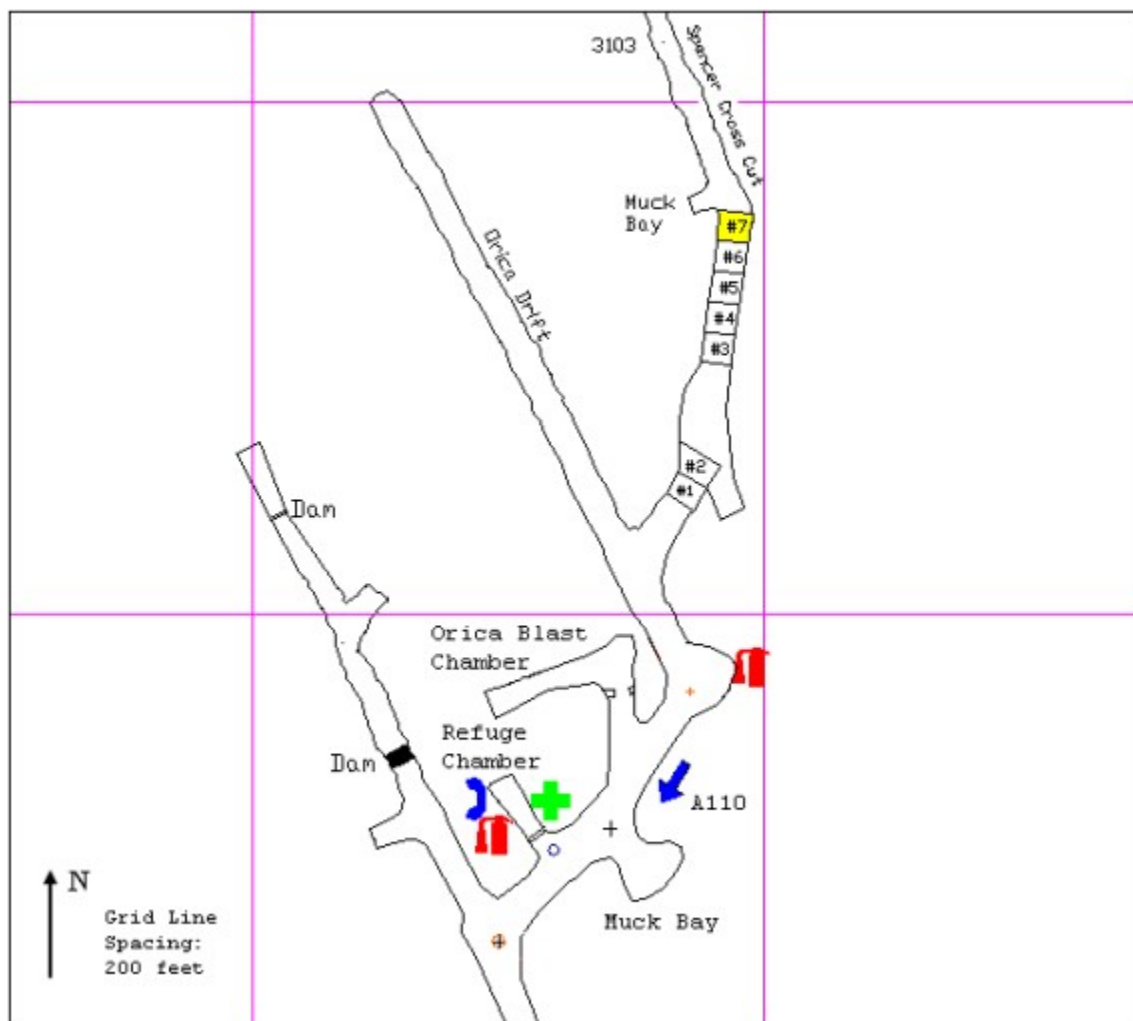 3103
Spencer Cross Cut
Muck
Bay
#7
#6
#5
#4
#3
Orica Drift
#2
#1
Dam
Orica Blast
Chamber
Refuge
Chamber
Dam
A110
N
Grid Line
Spacing:
200 feet
Muck Bay